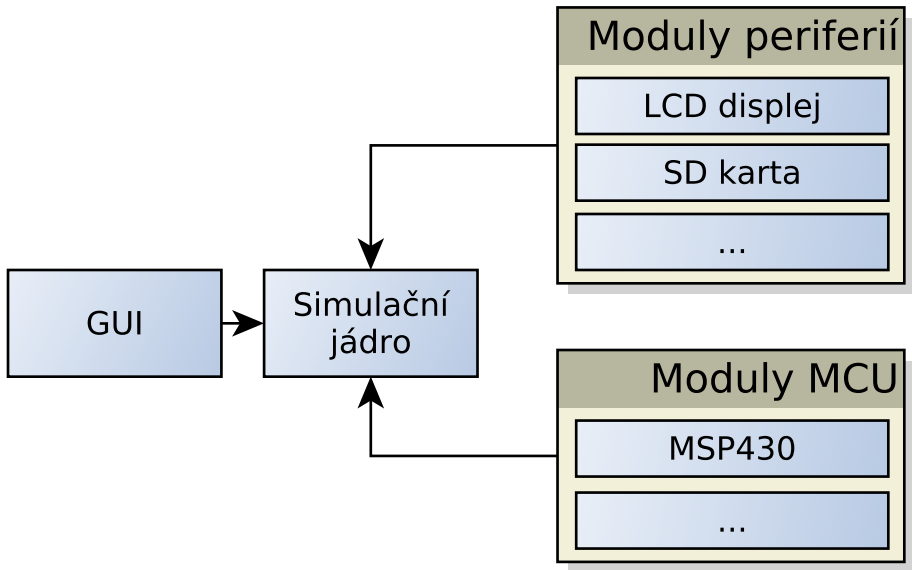 Moduly periferií
LCD displej
SD karta
...
GUI
Simulační
jádro
Moduly MCU
MSP430
...